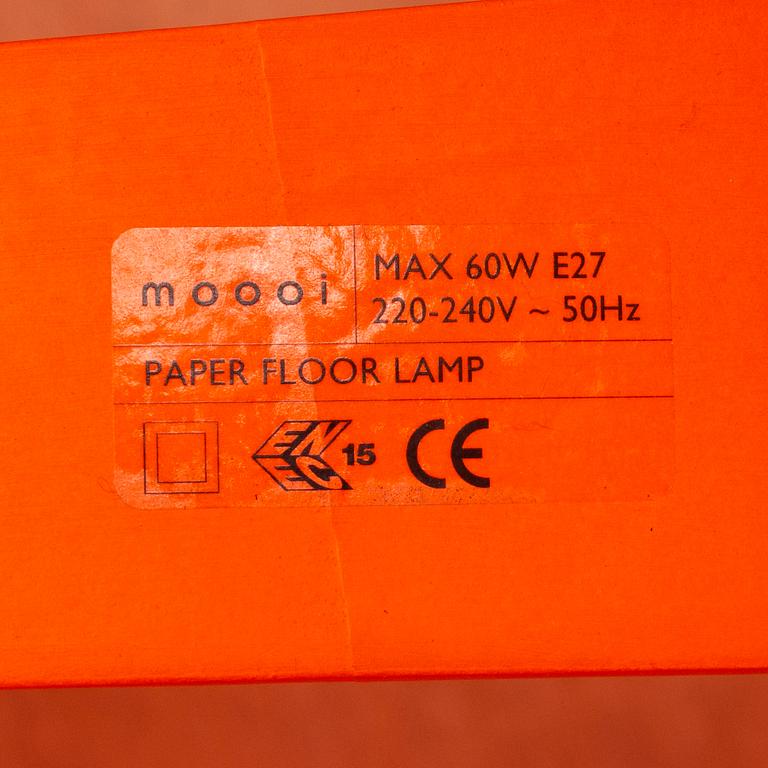 moooi
MAX 60W E27
220-240V ~ 50Hz
PAPER FLOOR LAMP
ENEC 15 CE